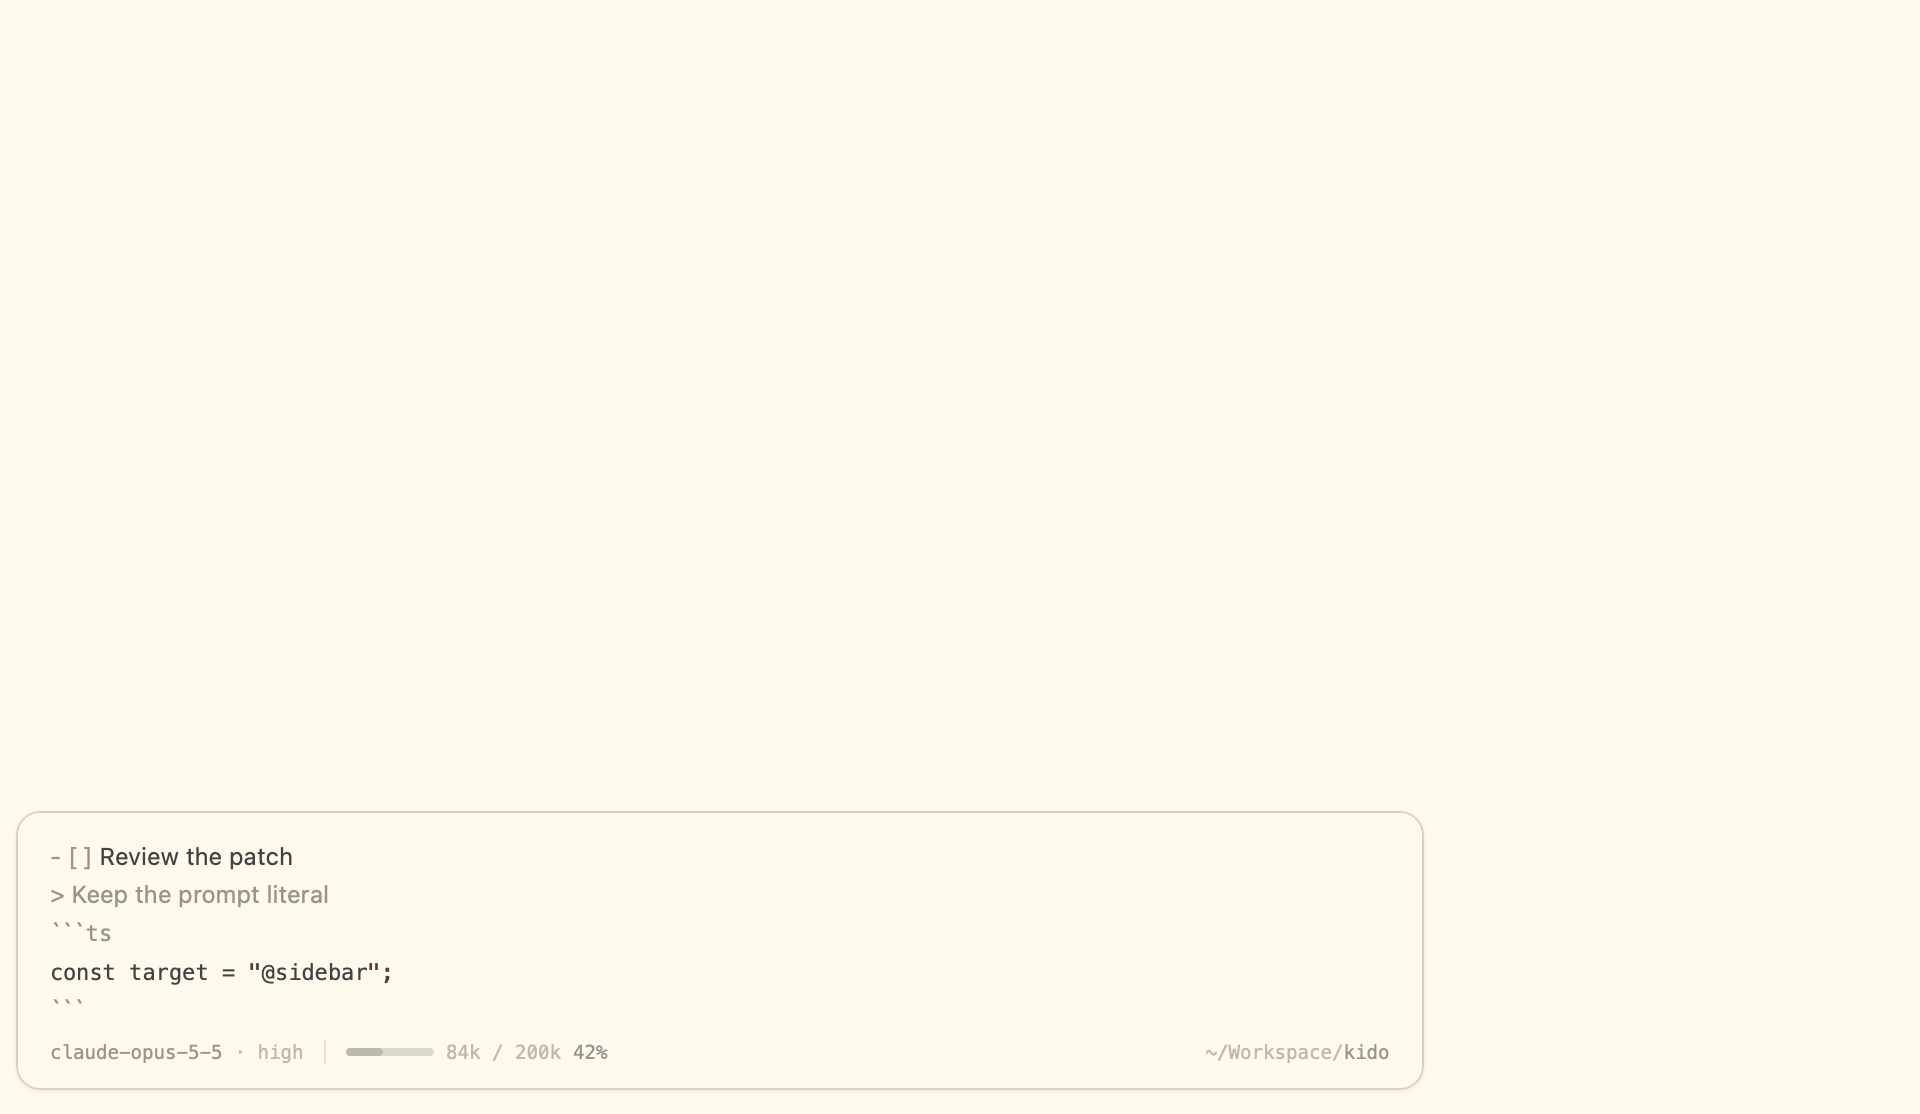 - [ ] Review the patch
> Keep the prompt literal
```ts
const target = "@sidebar";
```
claude-opus-5-5 · high 84k / 200k 42% ~/Workspace/kido